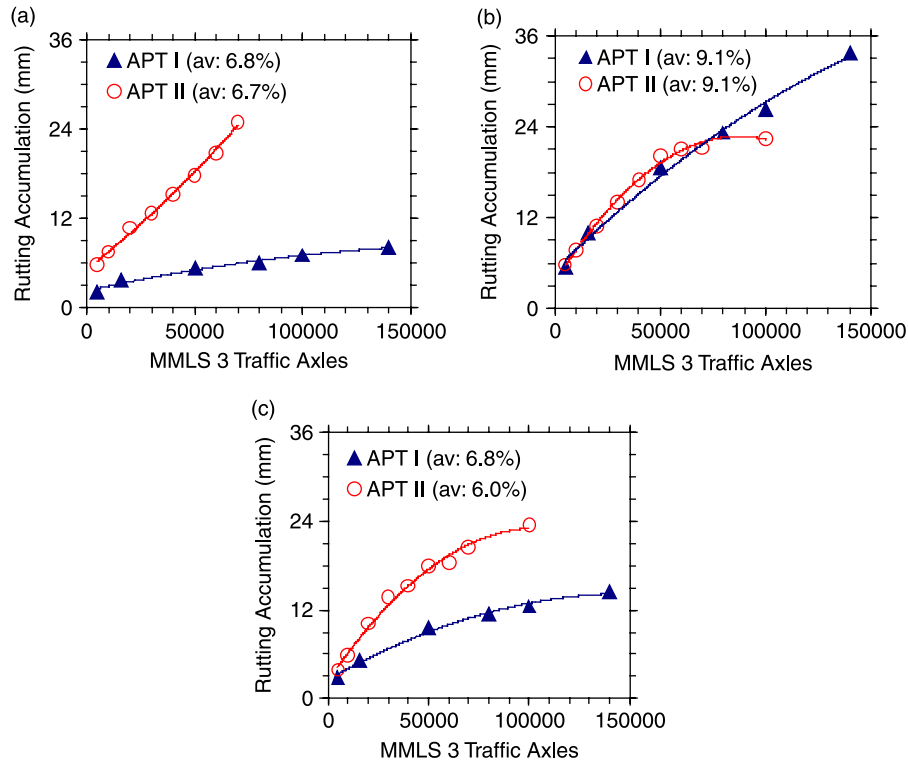 (a)
36
24
12
0
Rutting Accumulation (mm)
APT I (av: 6.8%)
APT II (av: 6.7%)
0 50000 100000 150000
MMLS 3 Traffic Axles
(b)
36
24
12
0
Rutting Accumulation (mm)
APT I (av: 9.1%)
APT II (av: 9.1%)
0 50000 100000 150000
MMLS 3 Traffic Axles
(c)
36
24
12
0
Rutting Accumulation (mm)
APT I (av: 6.8%)
APT II (av: 6.0%)
0 50000 100000 150000
MMLS 3 Traffic Axles